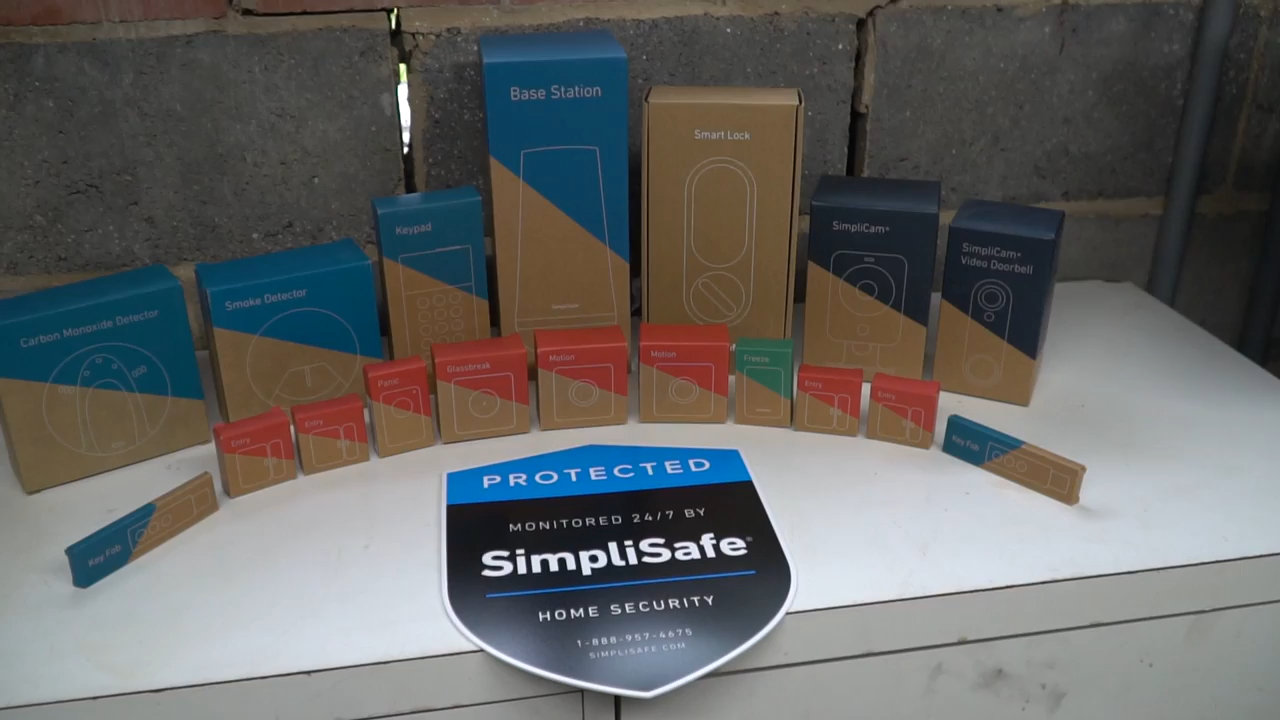 Base Station
Smart Lock
Keypad
SimpliCam®
SimpliCam®
Video Doorbell
Smoke Detector
Carbon Monoxide Detector
Panic
Glassbreak
Motion
Motion
Freeze
Entry
Entry
Entry
Entry
Key Fob
Key Fob
PROTECTED
MONITORED 24/7 BY
SimpliSafe®
HOME SECURITY
1-888-957-4675
SIMPLISAFE.COM